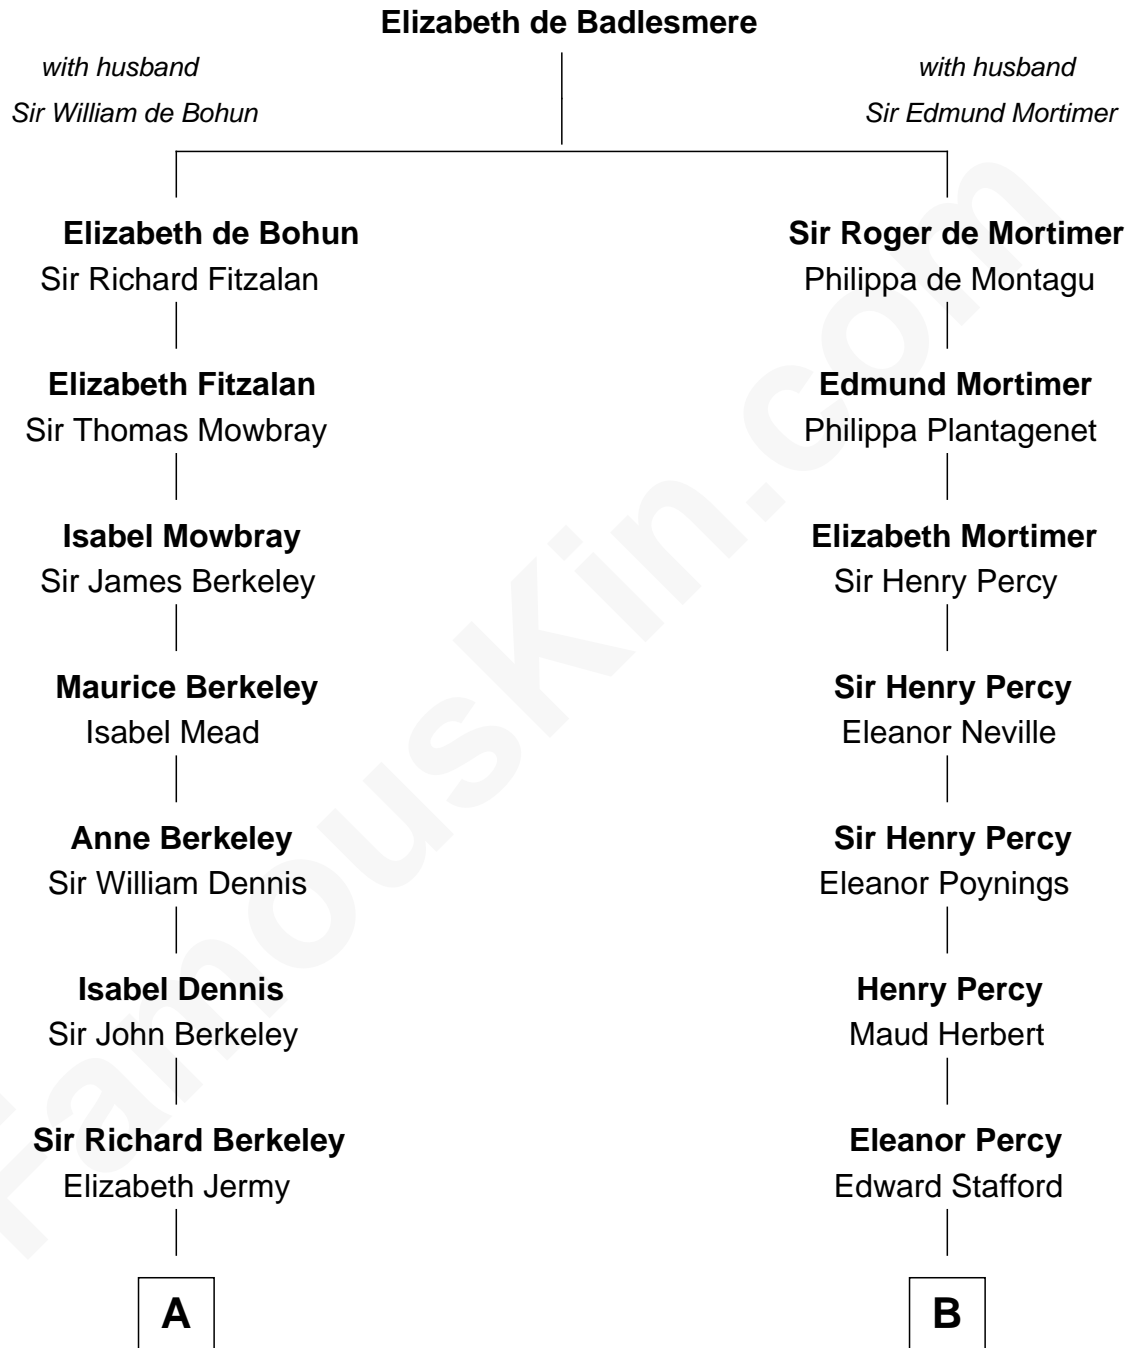 Elizabeth de Badlesmere
with husband
Sir William de Bohun
with husband
Sir Edmund Mortimer
Elizabeth de Bohun
Sir Richard Fitzalan
Sir Roger de Mortimer
Philippa de Montagu
Elizabeth Fitzalan
Sir Thomas Mowbray
Edmund Mortimer
Philippa Plantagenet
Isabel Mowbray
Sir James Berkeley
Elizabeth Mortimer
Sir Henry Percy
Maurice Berkeley
Isabel Mead
Sir Henry Percy
Eleanor Neville
Anne Berkeley
Sir William Dennis
Sir Henry Percy
Eleanor Poynings
Isabel Dennis
Sir John Berkeley
Henry Percy
Maud Herbert
Sir Richard Berkeley
Elizabeth Jermy
Eleanor Percy
Edward Stafford
A
B
FamousKin.com